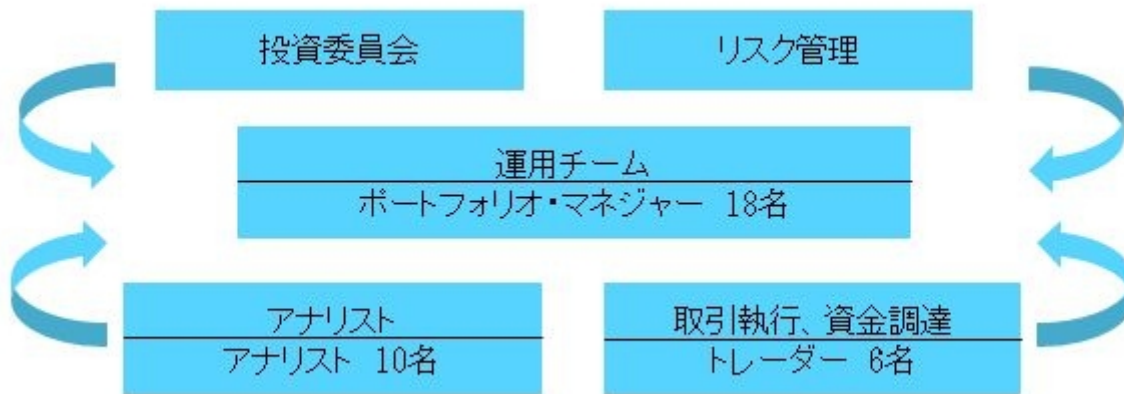 投資委員会
リスク管理
運用チーム
ポートフォリオ・マネジャー 18名
アナリスト
アナリスト 10名
取引執行、資金調達
トレーダー 6名